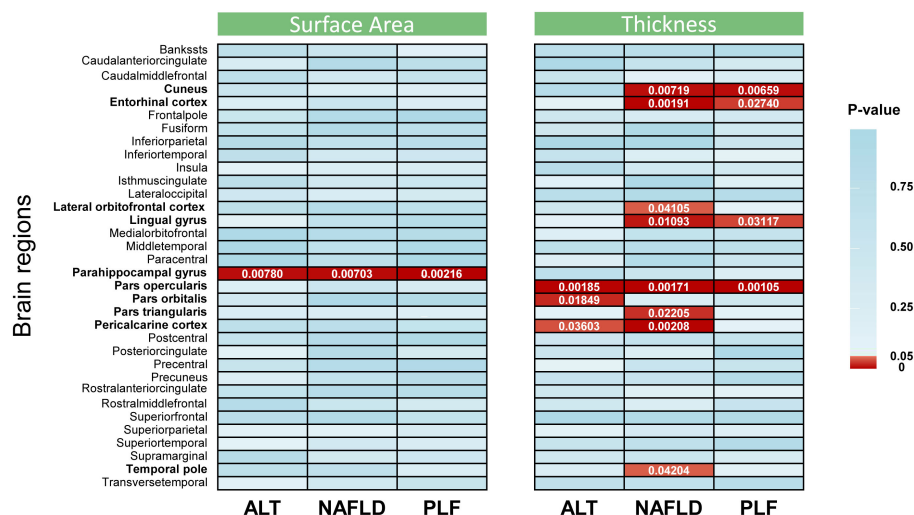 Surface Area Thickness
Bankssts
Caudalanteriorcingulate
Caudalmiddlefrontal
Cuneus 0.00719 0.00659
Entorhinal cortex 0.00191 0.02740
Frontalpole
Fusiform
Inferiorparietal
Inferiortemporal
Insula
Isthmuscingulate
Lateraloccipital
Lateral orbitofrontal cortex 0.04105
Lingual gyrus 0.01093 0.03117
Medialorbitofrontal
Middletemporal
Paracentral
Parahippocampal gyrus 0.00780 0.00703 0.00216
Pars opercularis 0.00185 0.00171 0.00105
Pars orbitalis 0.01849
Pars triangularis 0.02205
Pericalcarine cortex 0.03603 0.00208
Postcentral
Posteriorcingulate
Precentral
Precuneus
Rostralanteriorcingulate
Rostralmiddlefrontal
Superiorfrontal
Superiorparietal
Superiortemporal
Supramarginal
Temporal pole 0.04204
Transversetemporal
ALT NAFLD PLF ALT NAFLD PLF
Brain regions
P-value
0.75
0.50
0.25
0.05
0